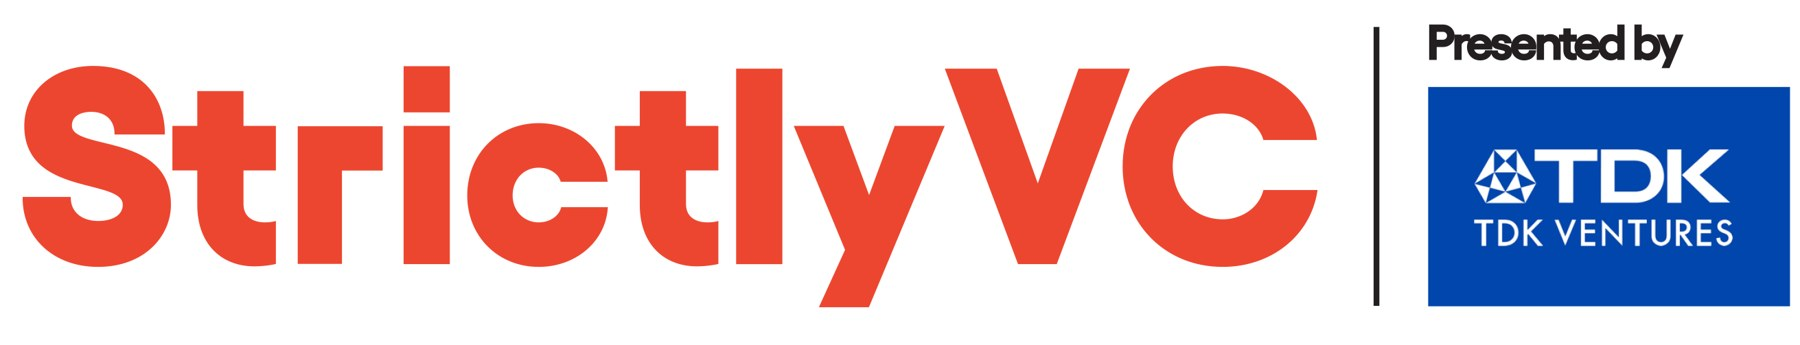 StrictlyVC
Presented by
TDK
TDK VENTURES